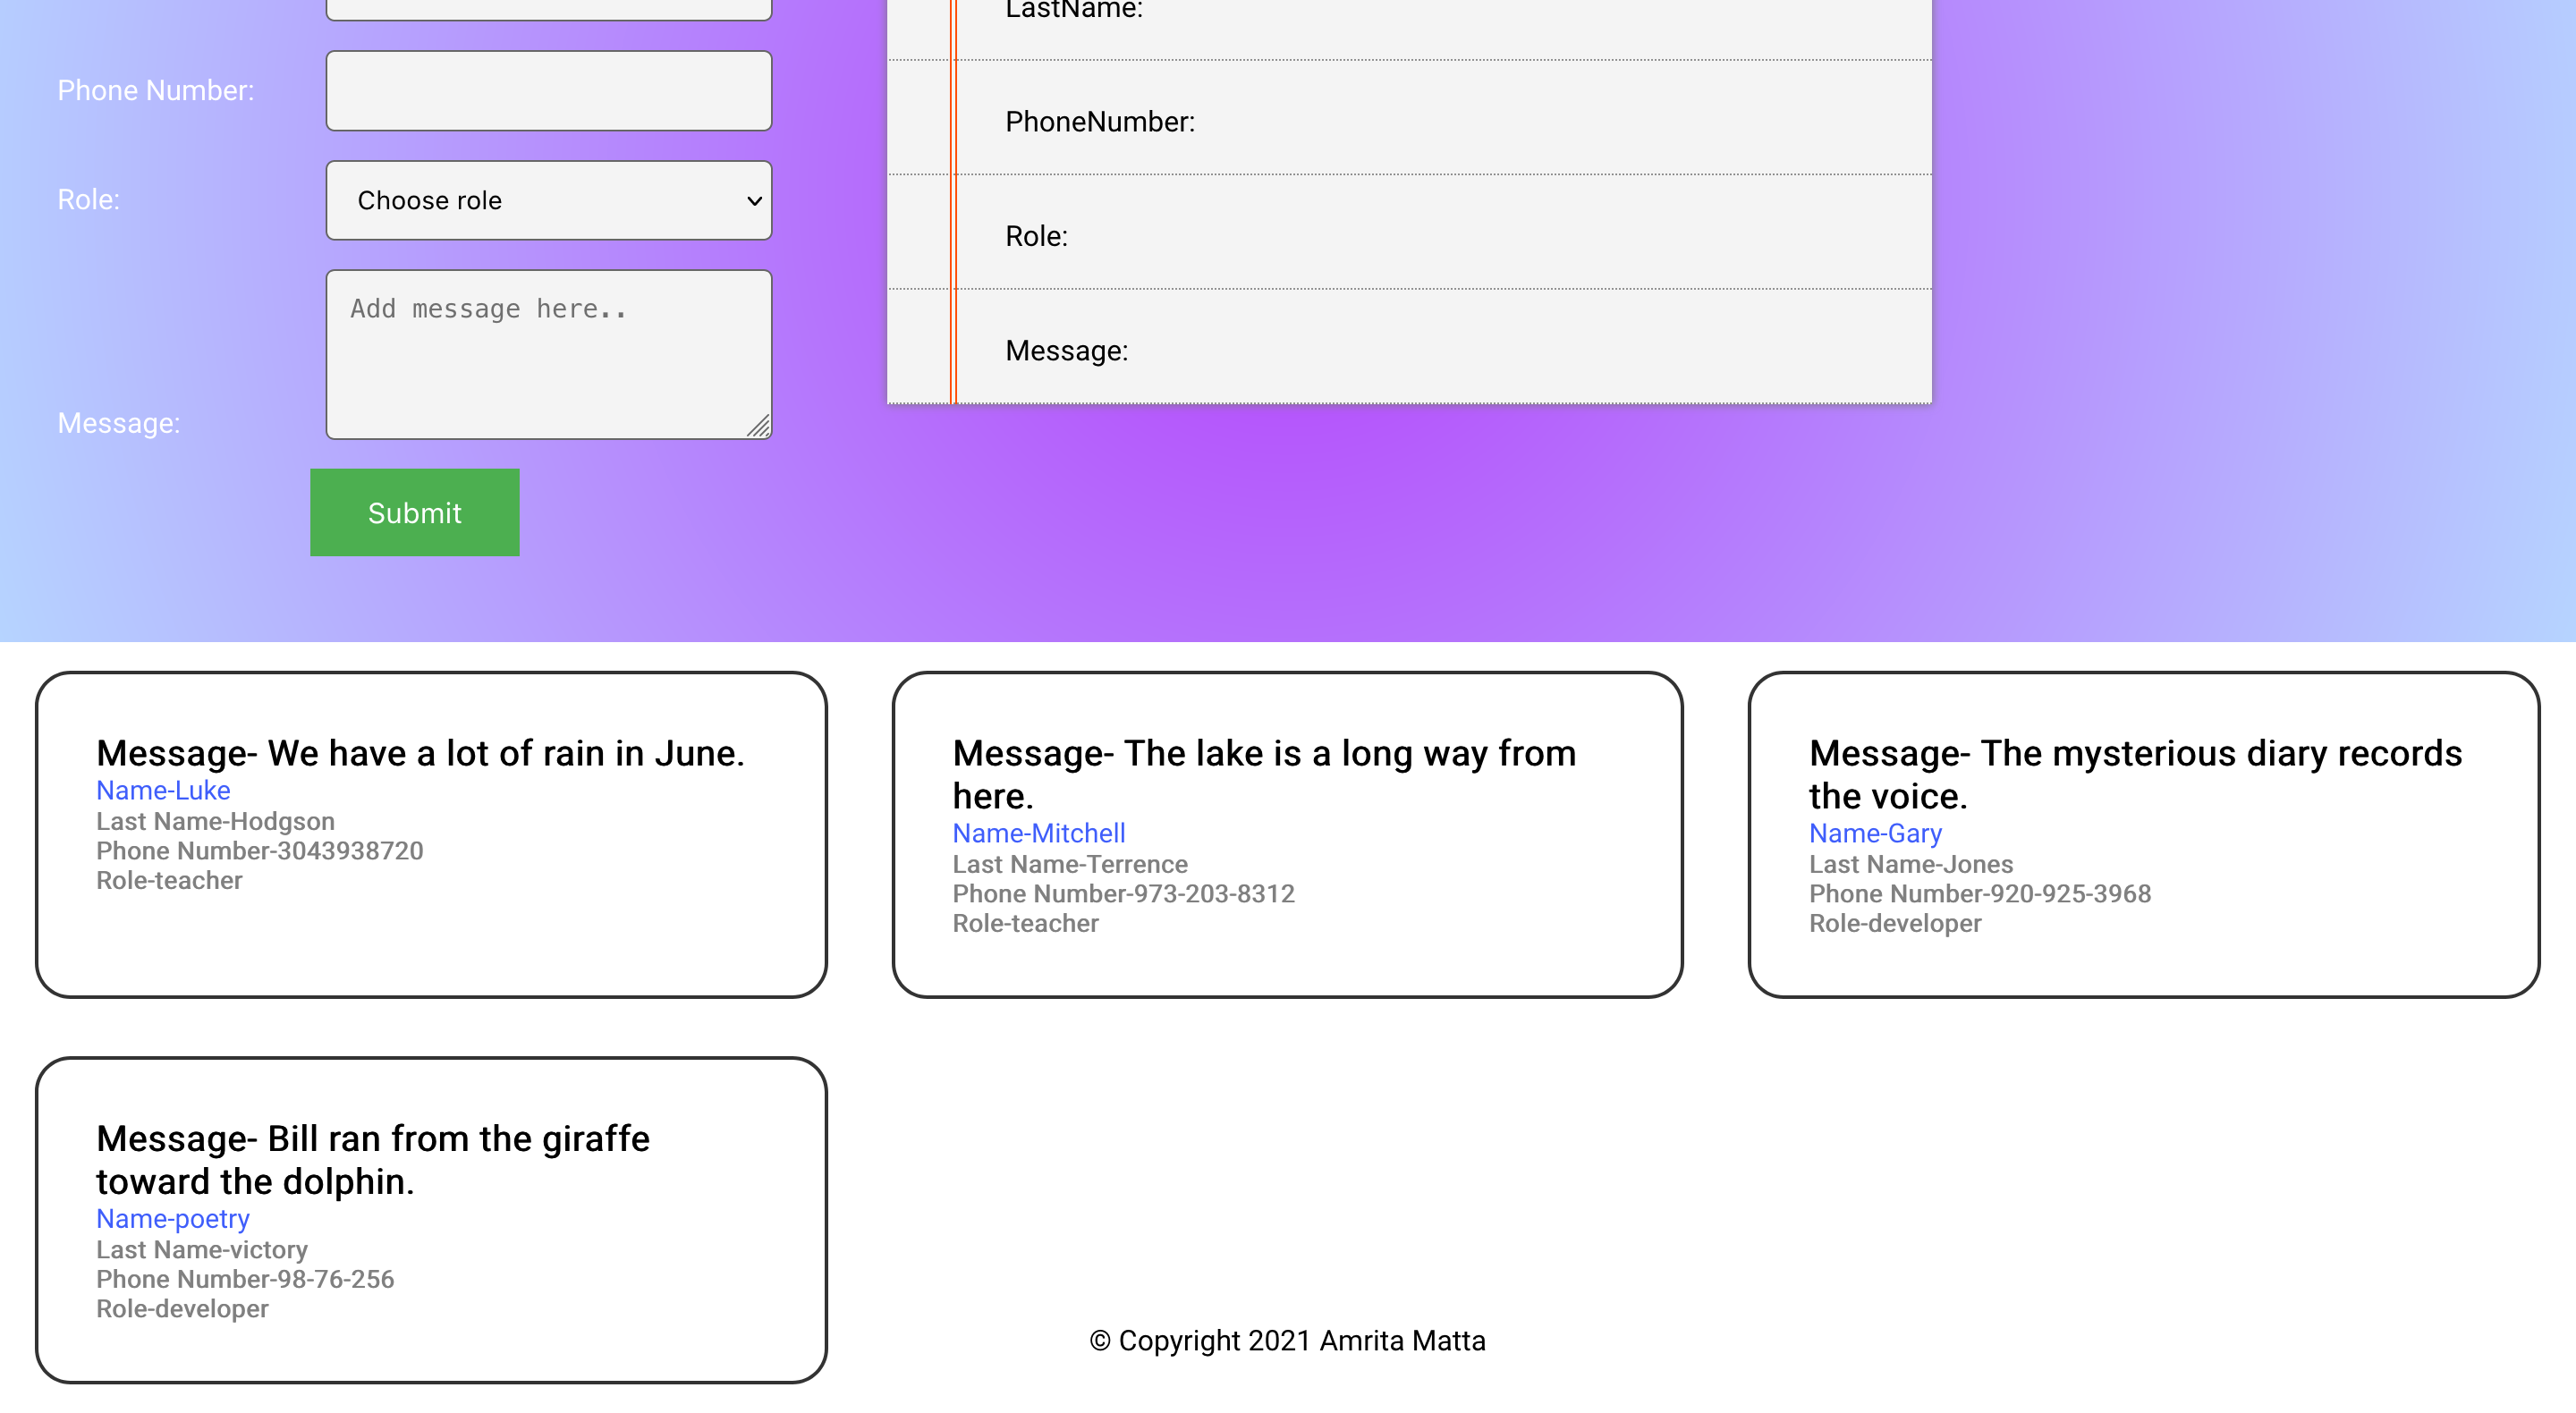 LastName:
Phone Number:
PhoneNumber:
Role:
Choose role
Role:
Add message here..
Message:
Message:
Submit
Message- We have a lot of rain in June.
Name-Luke
Last Name-Hodgson
Phone Number-3043938720
Role-teacher
Message- The lake is a long way from
here.
Name-Mitchell
Last Name-Terrence
Phone Number-973-203-8312
Role-teacher
Message- The mysterious diary records
the voice.
Name-Gary
Last Name-Jones
Phone Number-920-925-3968
Role-developer
Message- Bill ran from the giraffe
toward the dolphin.
Name-poetry
Last Name-victory
Phone Number-98-76-256
Role-developer
© Copyright 2021 Amrita Matta